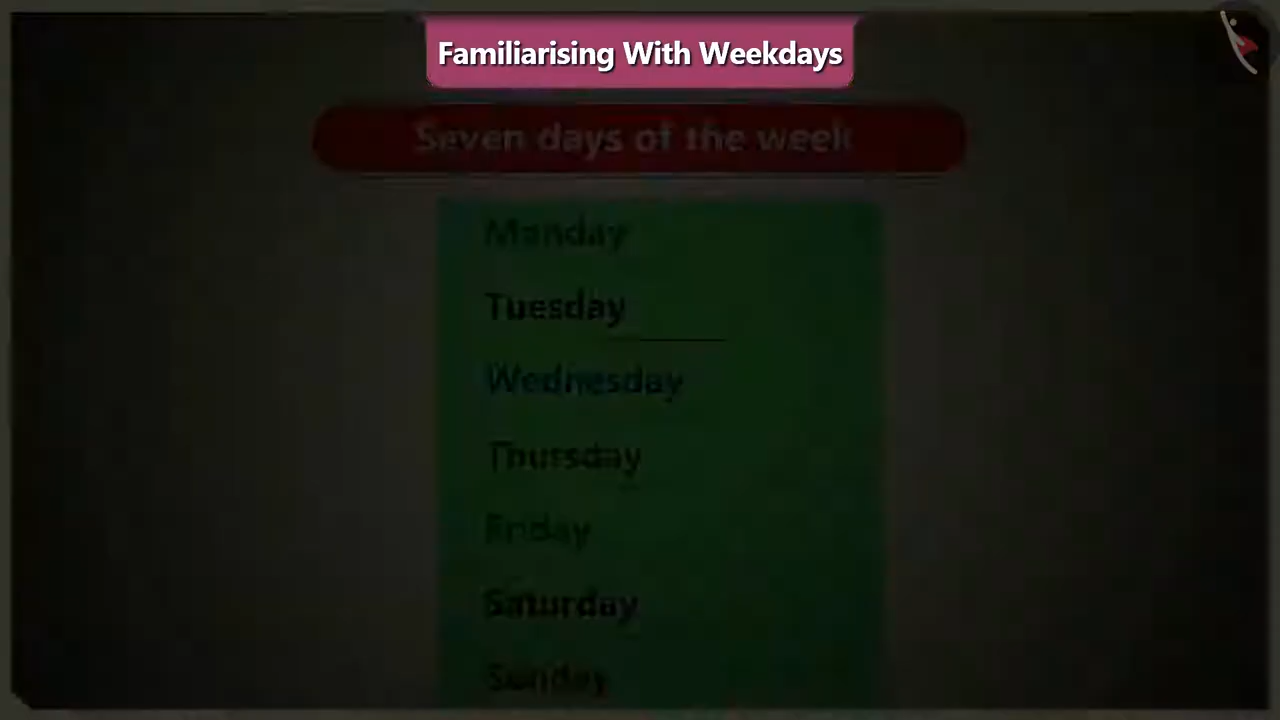 Familiarising With Weekdays
Seven days of the week
Monday
Tuesday
Wednesday
Thursday
Friday
Saturday
Sunday